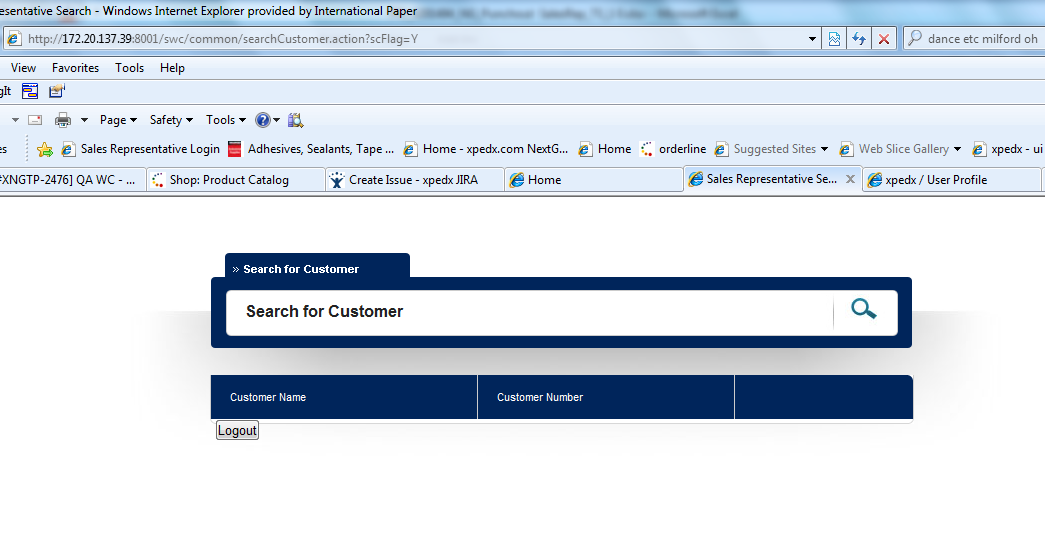 esentative Search - Windows Internet Explorer provided by International Paper
http://172.20.137.39:8001/swc/common/searchCustomer.action?scFlag=Y
dance etc milford oh
View Favorites Tools Help
gIt
Page Safety Tools
es Sales Representative Login Adhesives, Sealants, Tape ... Home - xpedx.com NextG... Home orderline Suggested Sites Web Slice Gallery xpedx - ui
#XNGTP-2476] QA WC - ... Shop: Product Catalog Create Issue - xpedx JIRA Home Sales Representative Se... xpedx / User Profile
» Search for Customer
Search for Customer
Customer Name Customer Number
Logout